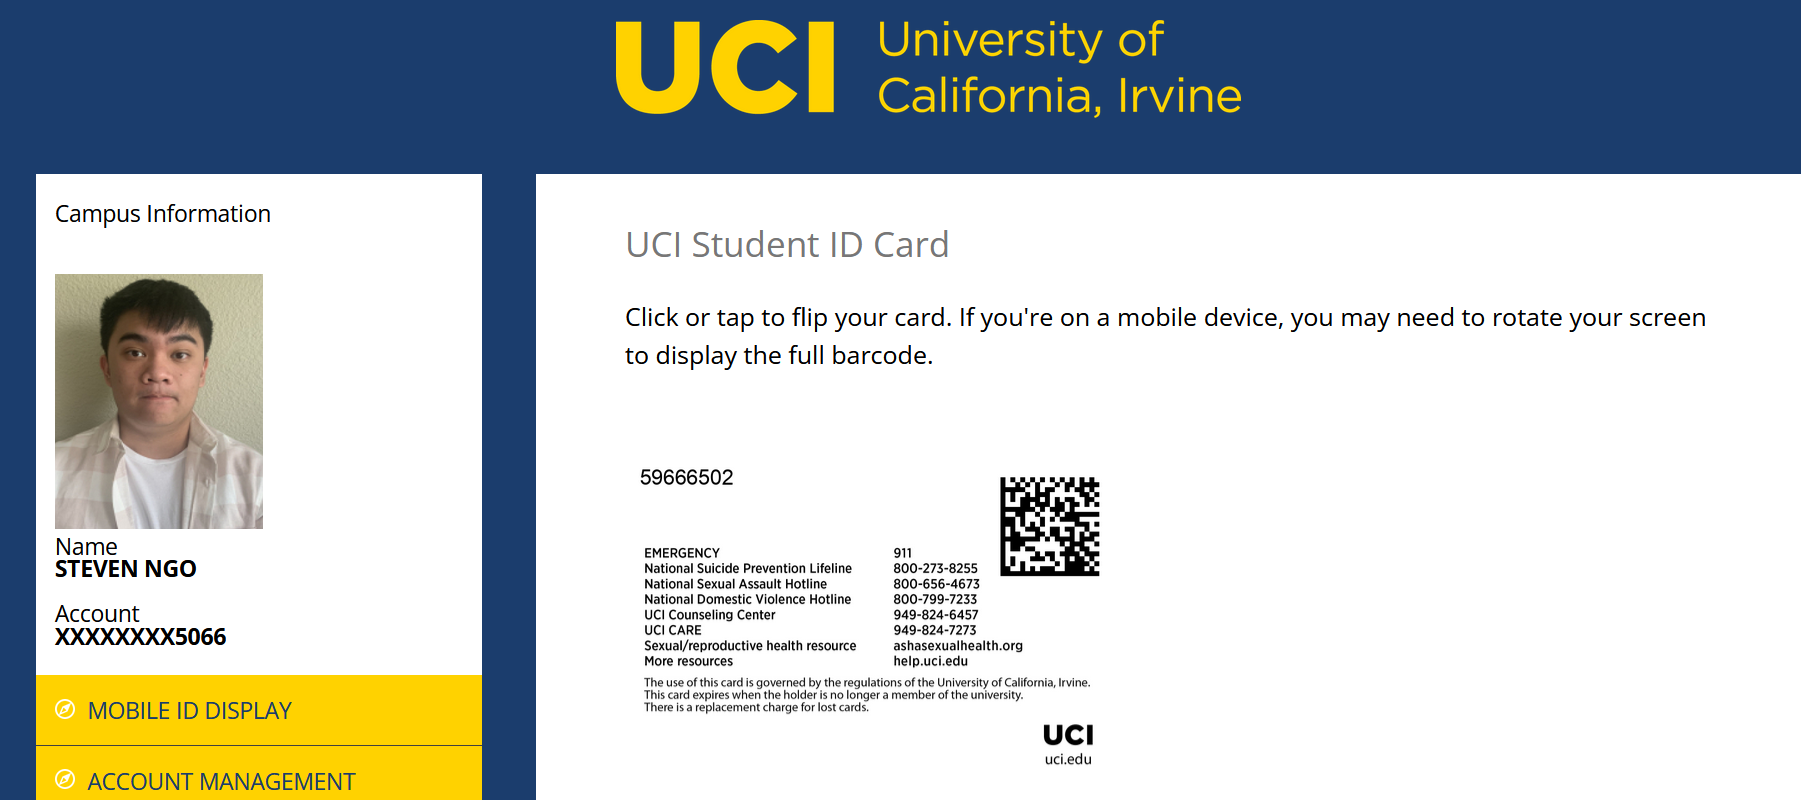 UCI University of
California, Irvine
Campus Information
Name
STEVEN NGO
Account
XXXXXXXX5066
MOBILE ID DISPLAY
ACCOUNT MANAGEMENT
UCI Student ID Card
Click or tap to flip your card. If you're on a mobile device, you may need to rotate your screen
to display the full barcode.
59666502
EMERGENCY 911
National Suicide Prevention Lifeline 800-273-8255
National Sexual Assault Hotline 800-656-4673
National Domestic Violence Hotline 800-799-7233
UCI Counseling Center 949-824-6457
UCI CARE 949-824-7273
Sexual/reproductive health resource ashasexualhealth.org
More resources help.uci.edu
The use of this card is governed by the regulations of the University of California, Irvine.
This card expires when the holder is no longer a member of the university.
There is a replacement charge for lost cards.
UCI
uci.edu